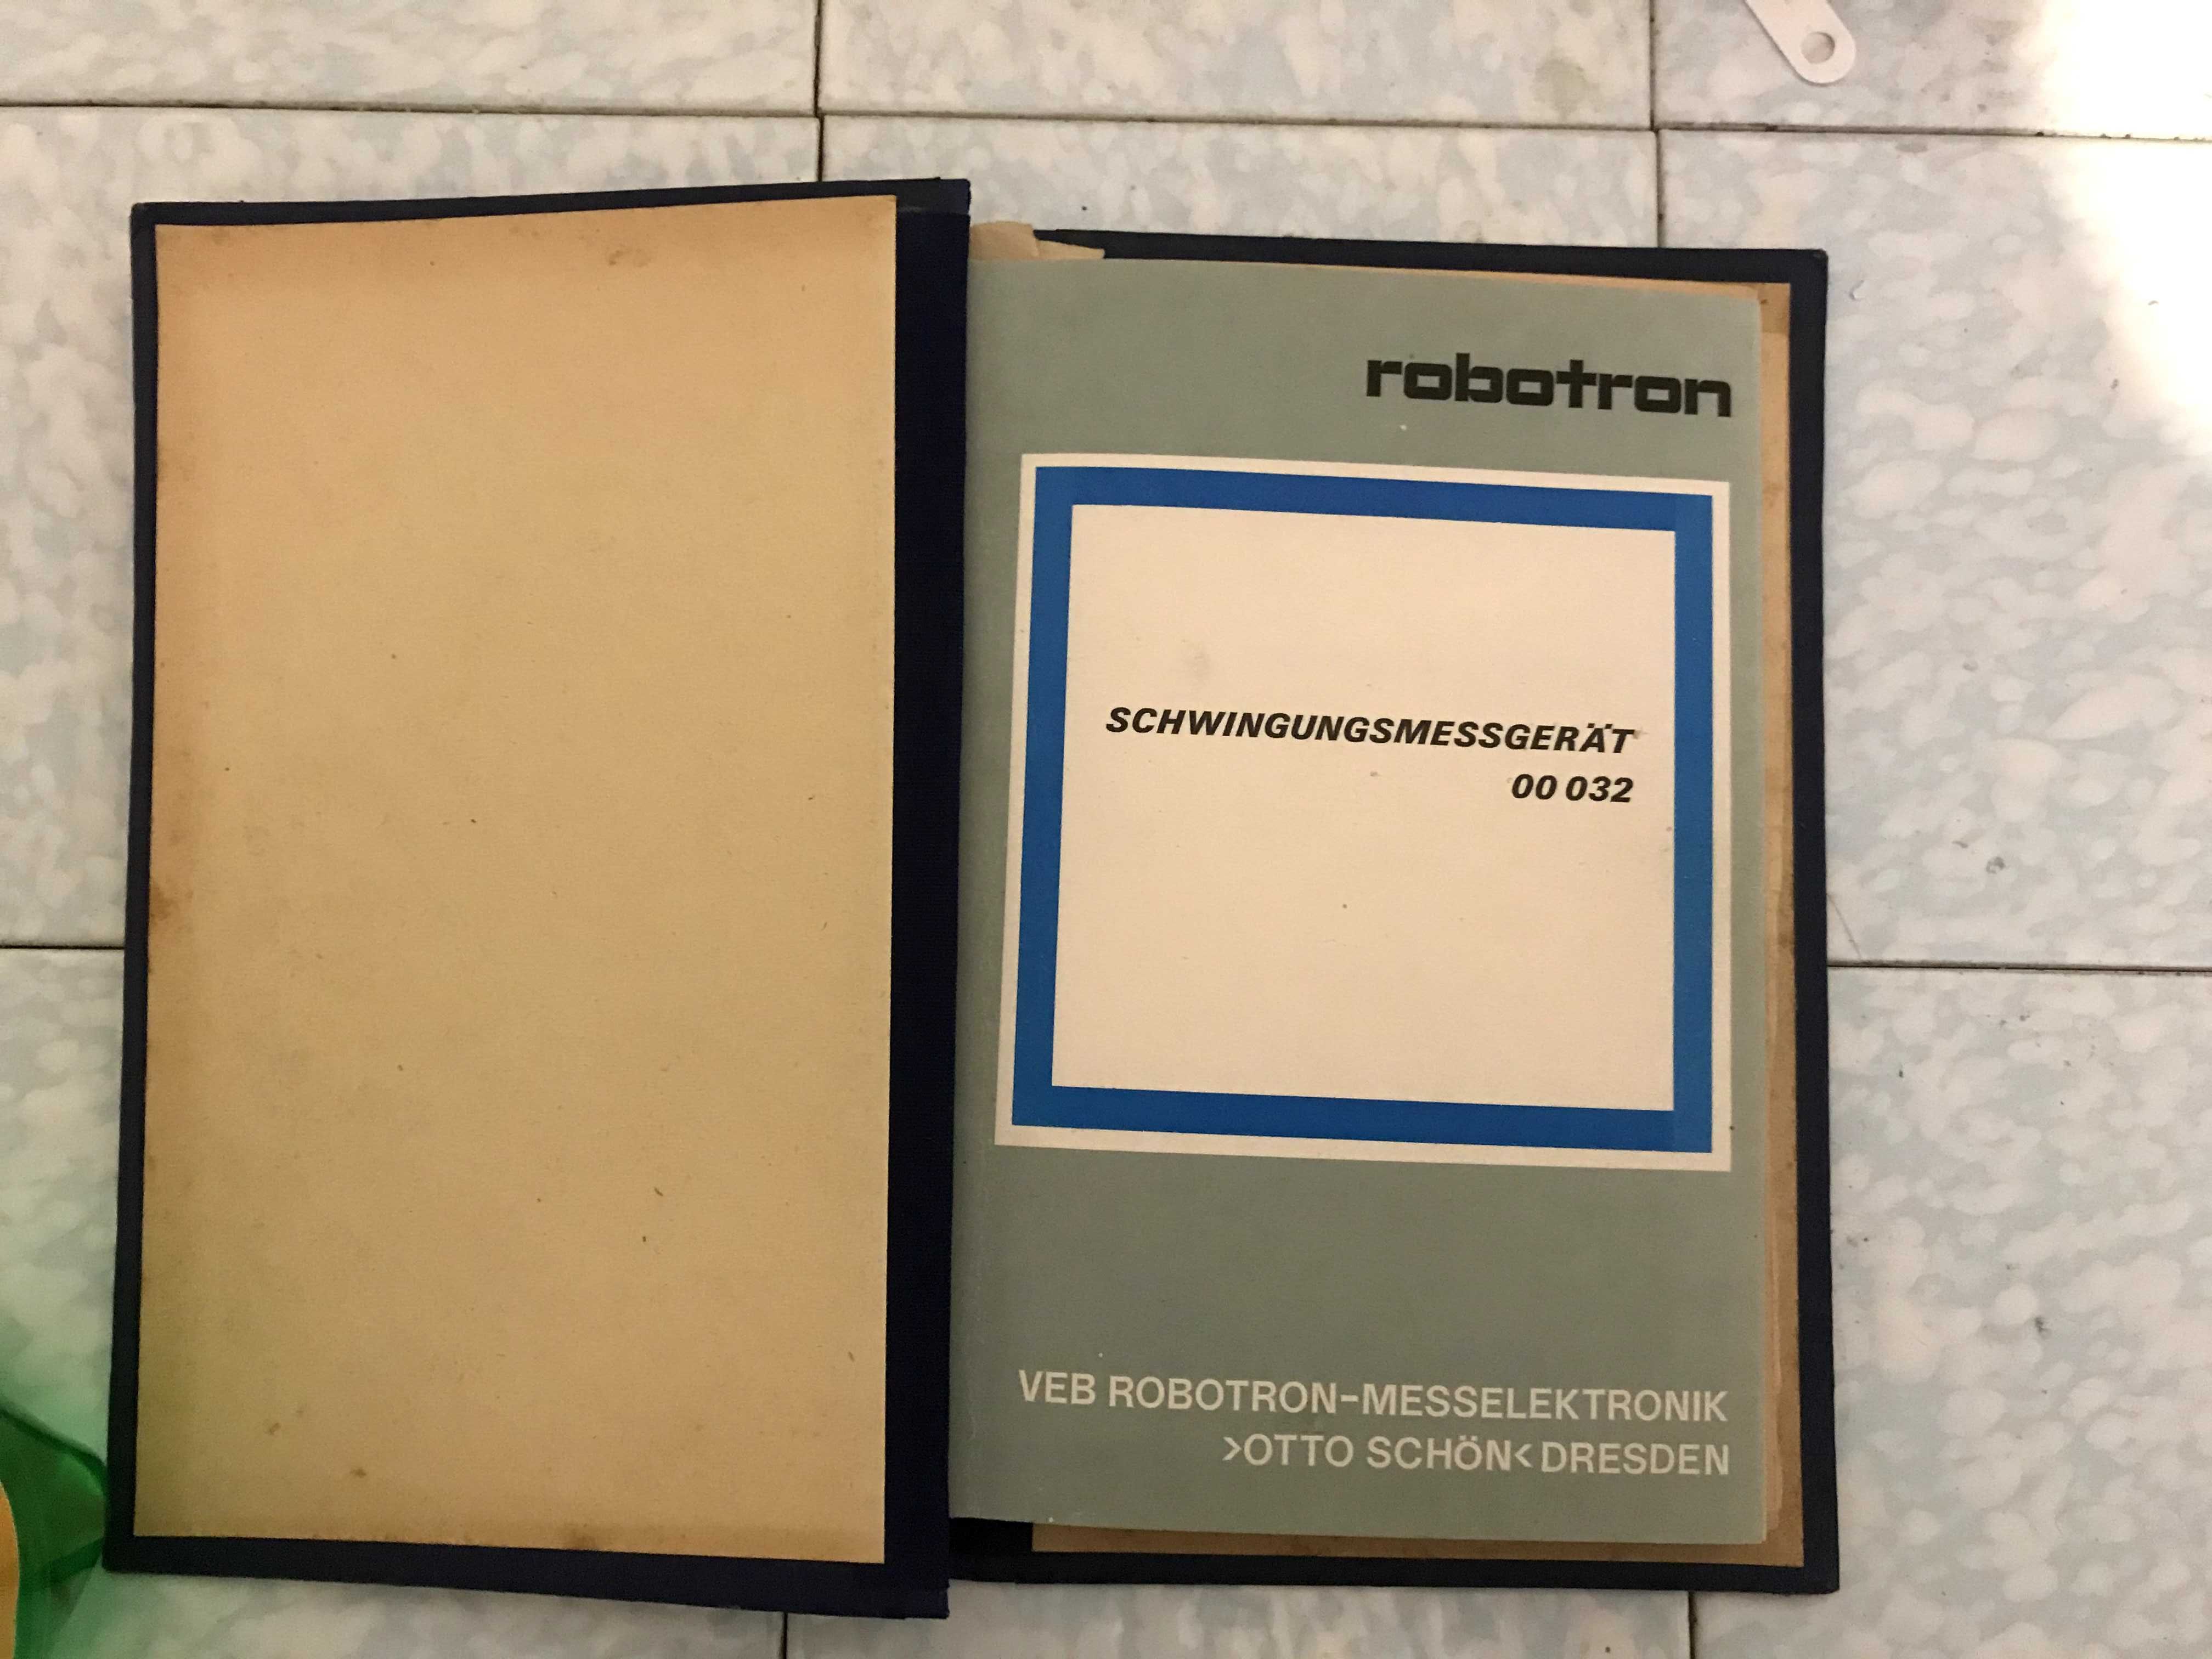 robotron
SCHWINGUNGSMESSGERÄT
00 032
VEB ROBOTRON-MESSELEKTRONIK
>OTTO SCHÖN< DRESDEN